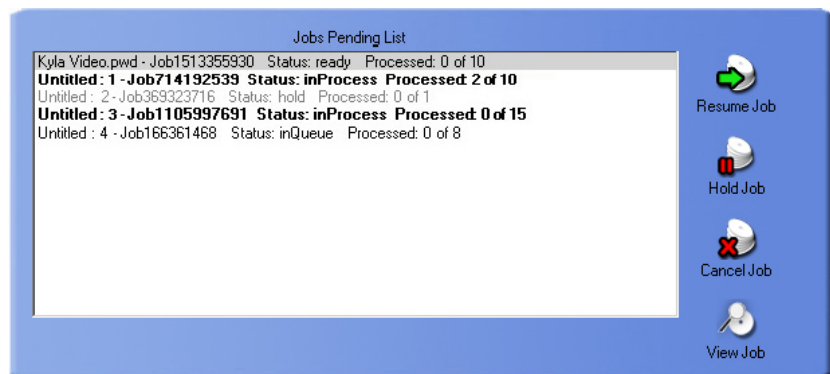 Jobs Pending List
Kyla Video.pwd - Job1513355930 Status: ready Processed: 0 of 10
Untitled : 1 - Job714192539 Status: inProcess Processed: 2 of 10
Untitled : 2 - Job369323716 Status: hold Processed: 0 of 1
Untitled : 3 - Job1105997691 Status: inProcess Processed: 0 of 15
Untitled : 4 - Job166361468 Status: inQueue Processed: 0 of 8
Resume Job
Hold Job
Cancel Job
View Job